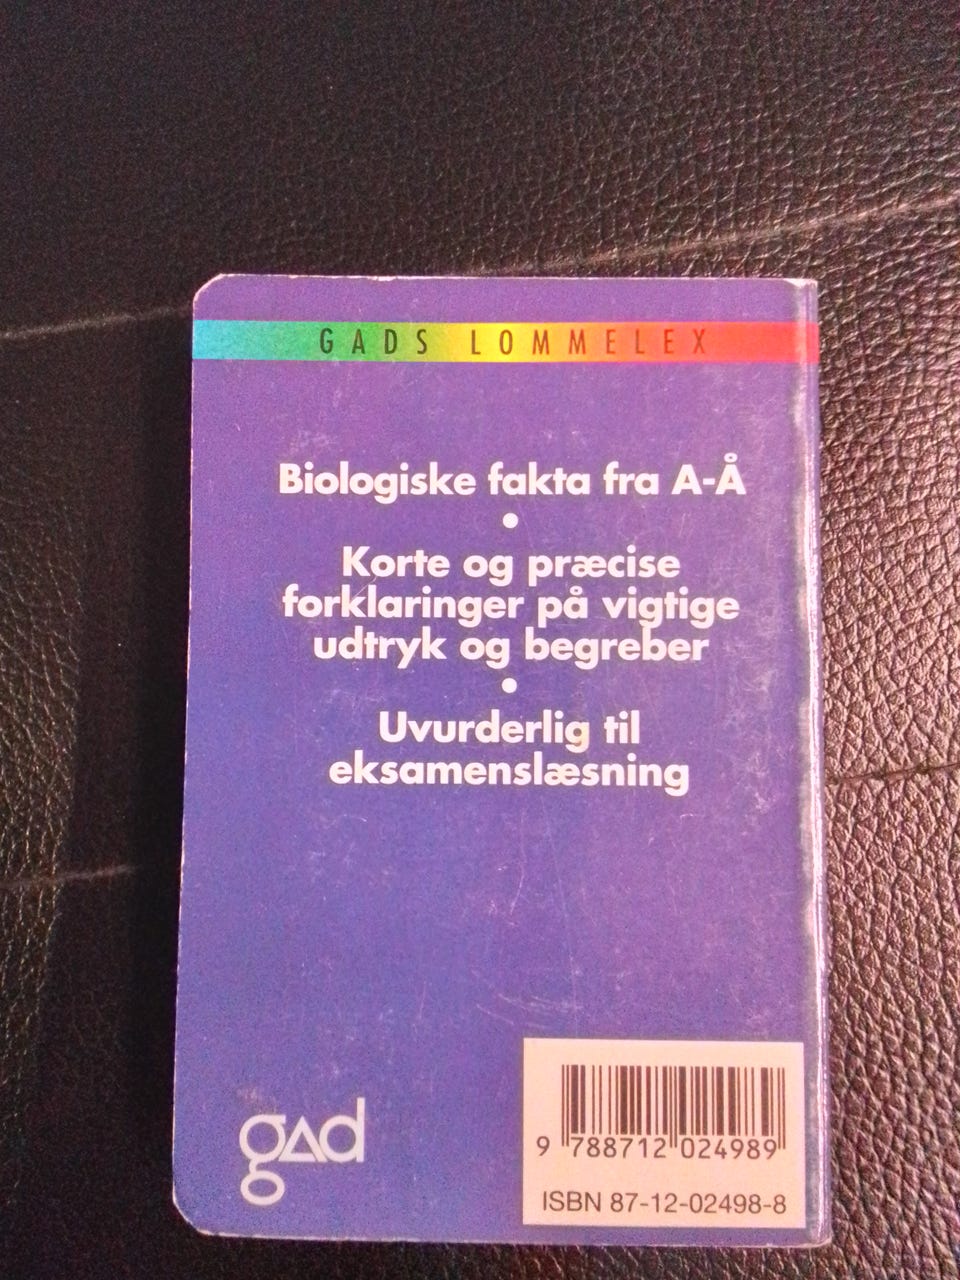 GADS LOMMELEX
Biologiske fakta fra A-Å
•
Korte og præcise
forklaringer på vigtige
udtryk og begreber
•
Uvurderlig til
eksamenslæsning
gad
9 788712 024989
ISBN 87-12-02498-8